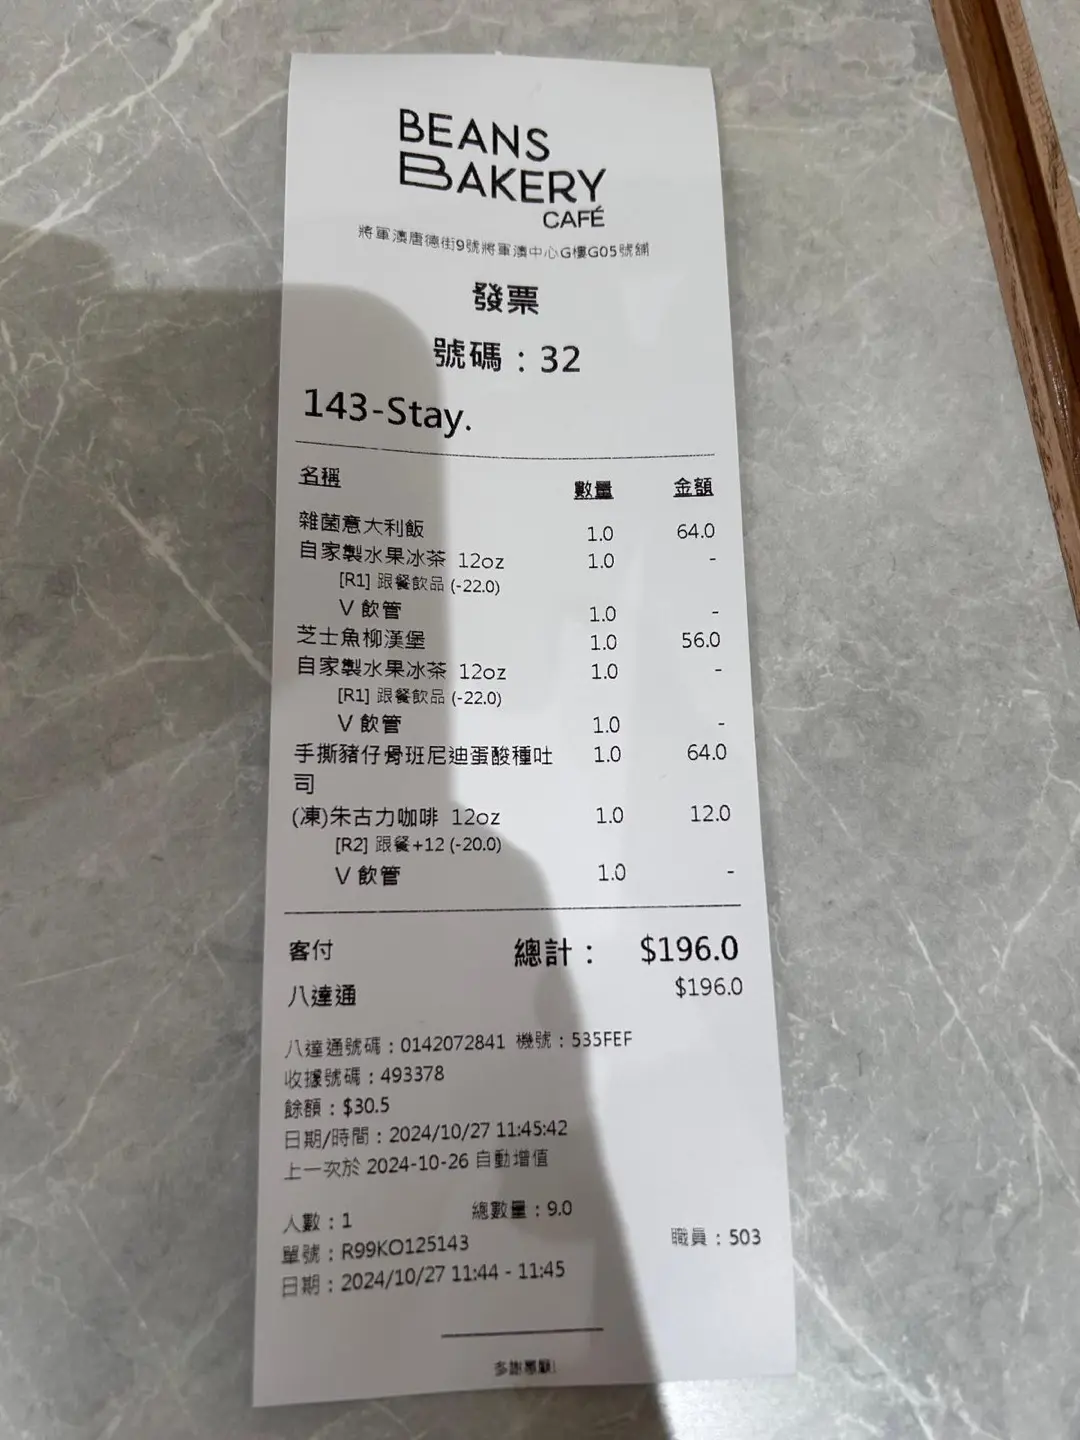 BEANS
BAKERY
CAFÉ
將軍澳唐德街9號將軍澳中心G樓G05號舖
發票
號碼：32
143-Stay.
名稱 數量 金額
雜菌意大利飯 1.0 64.0
自家製水果冰茶 12oz 1.0 -
[R1] 跟餐飲品 (-22.0)
V 飲管 1.0 -
芝士魚柳漢堡 1.0 56.0
自家製水果冰茶 12oz 1.0 -
[R1] 跟餐飲品 (-22.0)
V 飲管 1.0 -
手撕豬仔骨班尼迪蛋酸種吐 1.0 64.0
司
(凍)朱古力咖啡 12oz 1.0 12.0
[R2] 跟餐+12 (-20.0)
V 飲管 1.0 -
客付 總計： $196.0
八達通 $196.0
八達通號碼：0142072841 機號：535FEF
收據號碼：493378
餘額：$30.5
日期/時間：2024/10/27 11:45:42
上一次於 2024-10-26 自動增值
人數：1 總數量：9.0
單號：R99KO125143 職員：503
日期：2024/10/27 11:44 - 11:45
多謝惠顧!